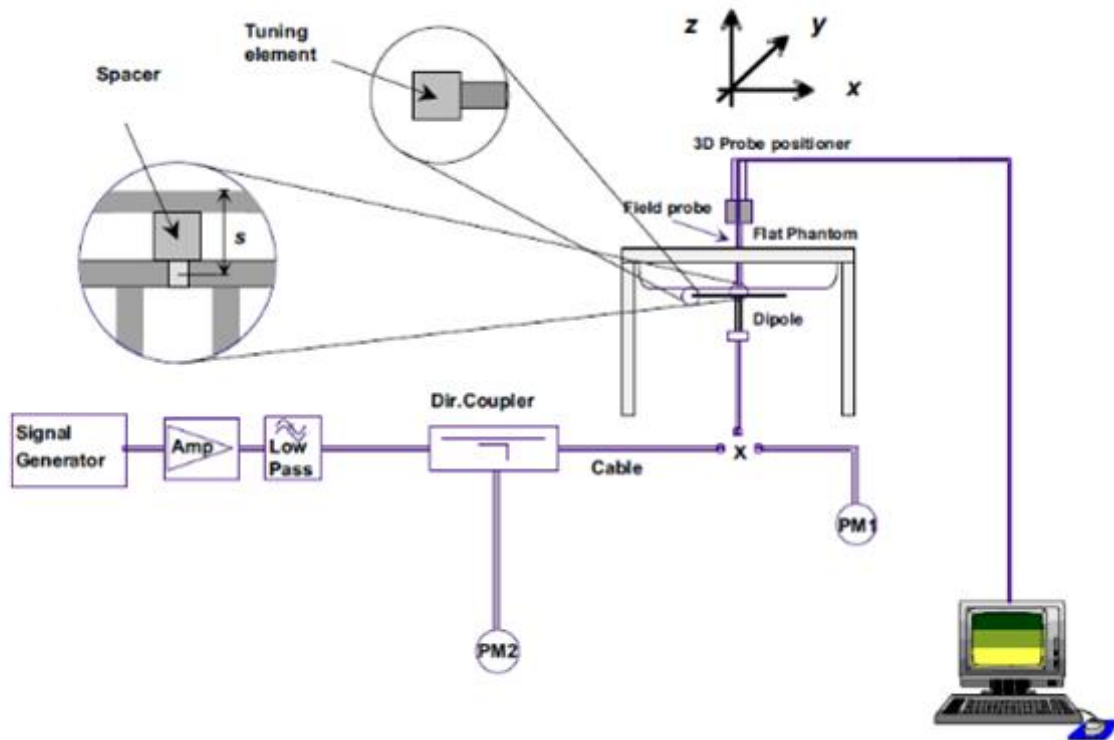 Tuning
element
Spacer
s
z
y
x
3D Probe positioner
Field probe
Flat Phantom
Dipole
Dir.Coupler
Signal
Generator
Amp
Low
Pass
Cable
X
PM1
PM2